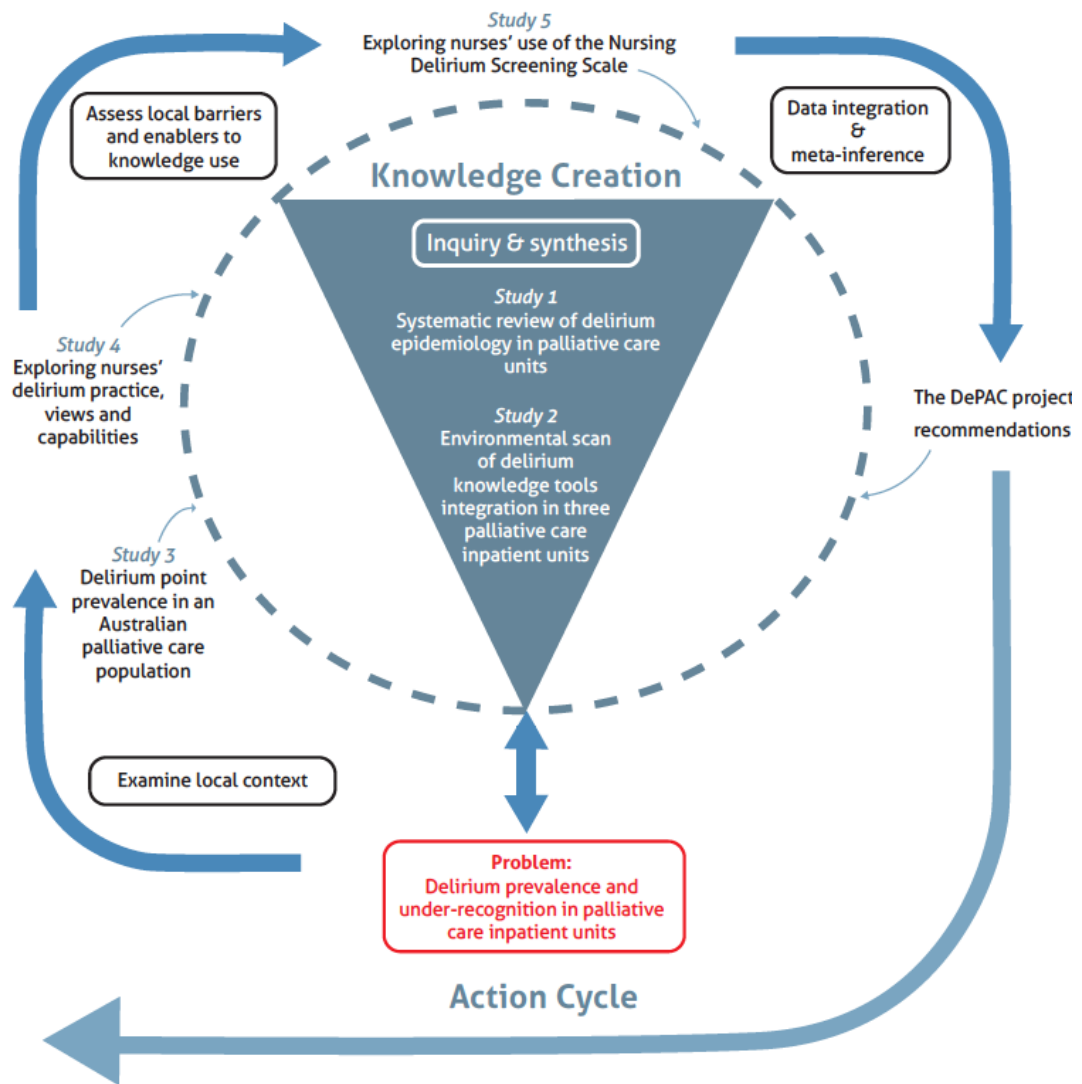 Study 5
Exploring nurses’ use of the Nursing
Delirium Screening Scale
Assess local barriers
and enablers to
knowledge use
Data integration
&
meta-inference
Knowledge Creation
Inquiry & synthesis
Study 1
Systematic review of delirium
epidemiology in palliative care
units
Study 2
Environmental scan
of delirium
knowledge tools
integration in three
palliative care
inpatient units
Study 4
Exploring nurses’
delirium practice,
views and
capabilities
The DePAC project
recommendations
Study 3
Delirium point
prevalence in an
Australian
palliative care
population
Examine local context
Problem:
Delirium prevalence and
under-recognition in palliative
care inpatient units
Action Cycle